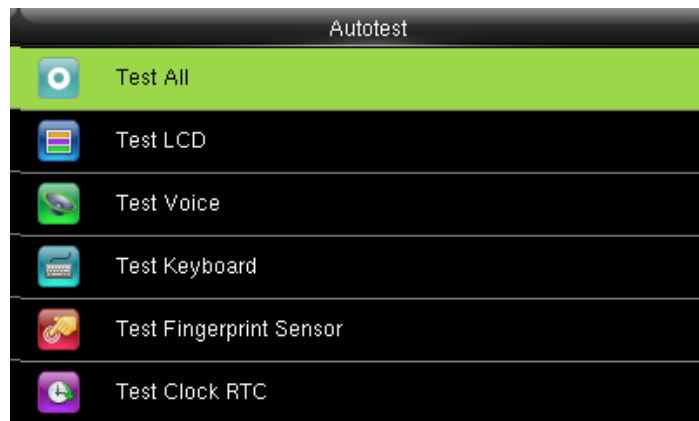 Autotest
Test All
Test LCD
Test Voice
Test Keyboard
Test Fingerprint Sensor
Test Clock RTC